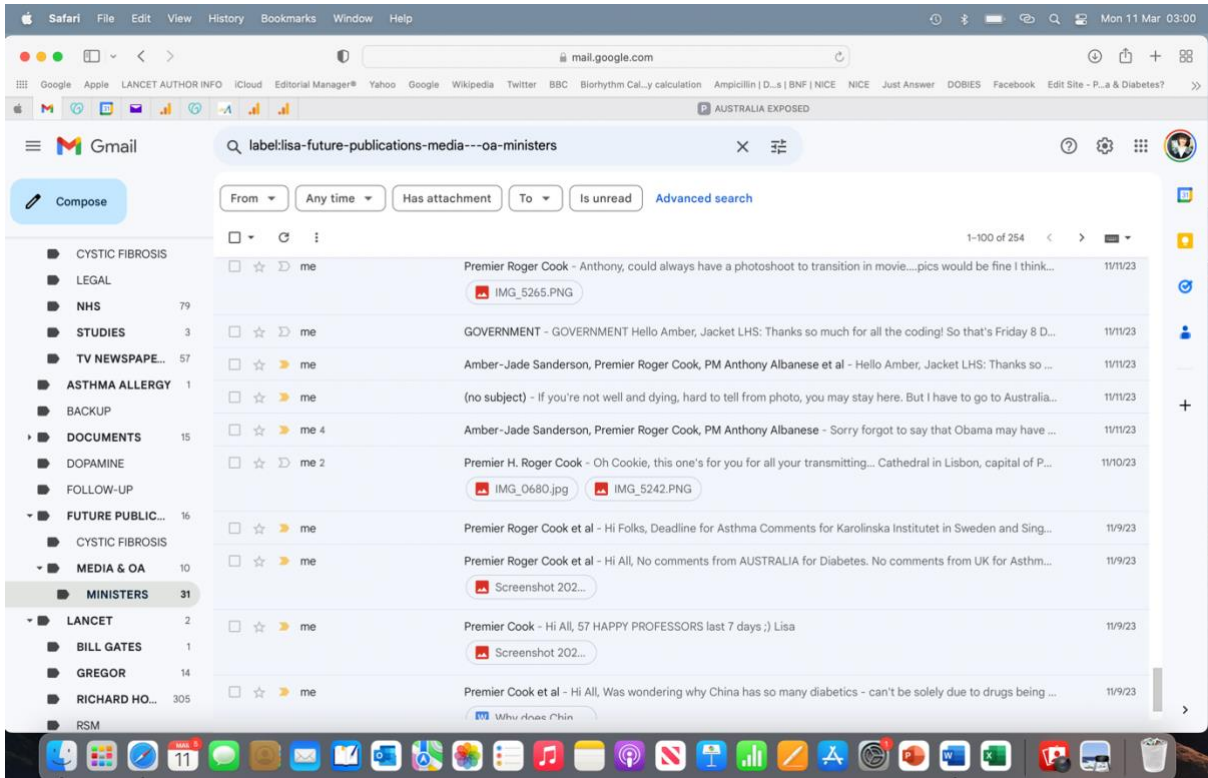 Safari File Edit View History Bookmarks Window Help Mon 11 Mar 03:00
mail.google.com
Google Apple LANCET AUTHOR INFO iCloud Editorial Manager® Yahoo Google Wikipedia Twitter BBC Biorhythm Cal...y calculation Ampicillin | D...s | BNF | NICE NICE Just Answer DOBIES Facebook Edit Site - P...a & Diabetes?
AUSTRALIA EXPOSED
Gmail
label:lisa-future-publications-media---oa-ministers
Compose
From Any time Has attachment To Is unread Advanced search
1–100 of 254
CYSTIC FIBROSIS
LEGAL
NHS 79
STUDIES 3
TV NEWSPAPE... 57
ASTHMA ALLERGY 1
BACKUP
DOCUMENTS 15
DOPAMINE
FOLLOW-UP
FUTURE PUBLIC... 16
CYSTIC FIBROSIS
MEDIA & OA 10
MINISTERS 31
LANCET 2
BILL GATES 1
GREGOR 14
RICHARD HO... 305
RSM
me Premier Roger Cook - Anthony, could always have a photoshoot to transition in movie....pics would be fine I think... 11/11/23
IMG_5265.PNG
me GOVERNMENT - GOVERNMENT Hello Amber, Jacket LHS: Thanks so much for all the coding! So that's Friday 8 D... 11/11/23
me Amber-Jade Sanderson, Premier Roger Cook, PM Anthony Albanese et al - Hello Amber, Jacket LHS: Thanks so ... 11/11/23
me (no subject) - If you're not well and dying, hard to tell from photo, you may stay here. But I have to go to Australia... 11/11/23
me 4 Amber-Jade Sanderson, Premier Roger Cook, PM Anthony Albanese - Sorry forgot to say that Obama may have ... 11/11/23
me 2 Premier H. Roger Cook - Oh Cookie, this one's for you for all your transmitting... Cathedral in Lisbon, capital of P... 11/10/23
IMG_0680.jpg IMG_5242.PNG
me Premier Roger Cook et al - Hi Folks, Deadline for Asthma Comments for Karolinska Institutet in Sweden and Sing... 11/9/23
me Premier Roger Cook et al - Hi All, No comments from AUSTRALIA for Diabetes. No comments from UK for Asthm... 11/9/23
Screenshot 202...
me Premier Cook - Hi All, 57 HAPPY PROFESSORS last 7 days ;) Lisa 11/9/23
Screenshot 202...
me Premier Cook et al - Hi All, Was wondering why China has so many diabetics - can't be solely due to drugs being ... 11/9/23
Why does Chin...